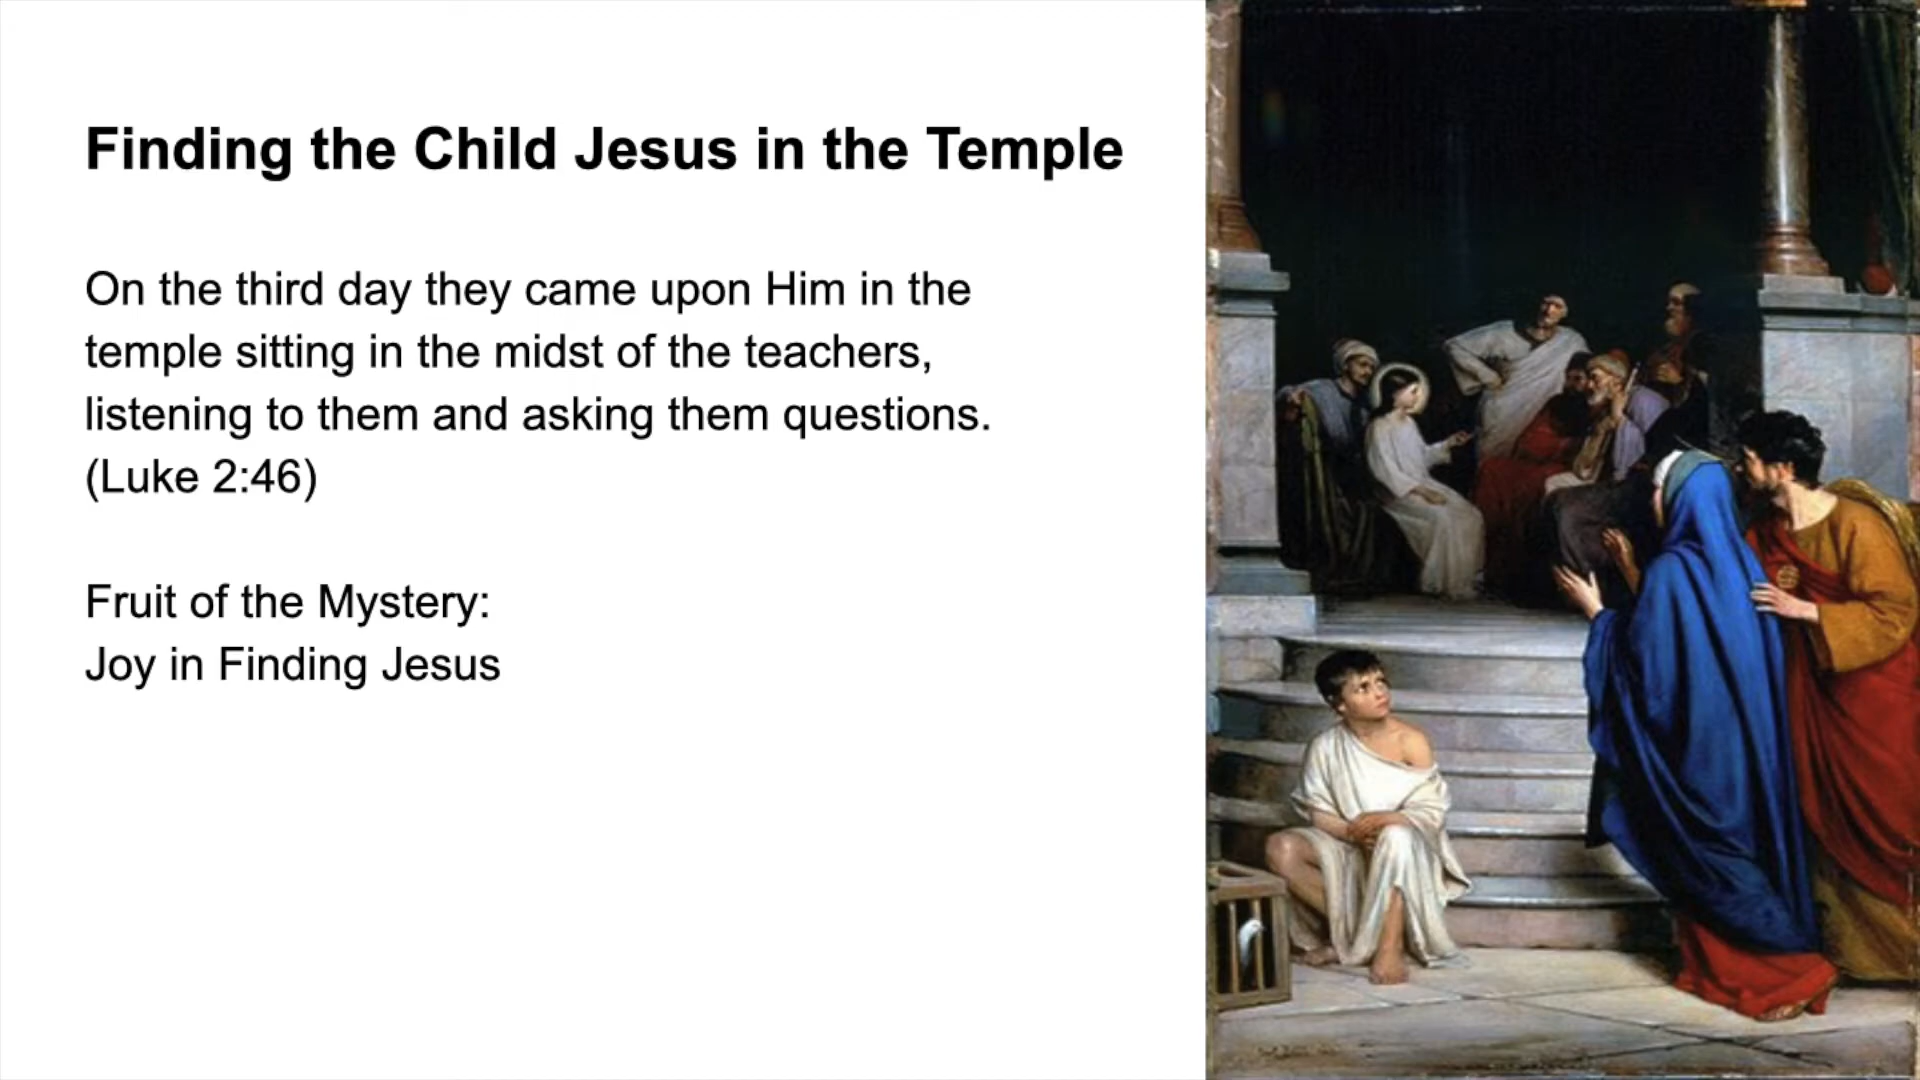 Finding the Child Jesus in the Temple
On the third day they came upon Him in the
temple sitting in the midst of the teachers,
listening to them and asking them questions.
(Luke 2:46)
Fruit of the Mystery:
Joy in Finding Jesus